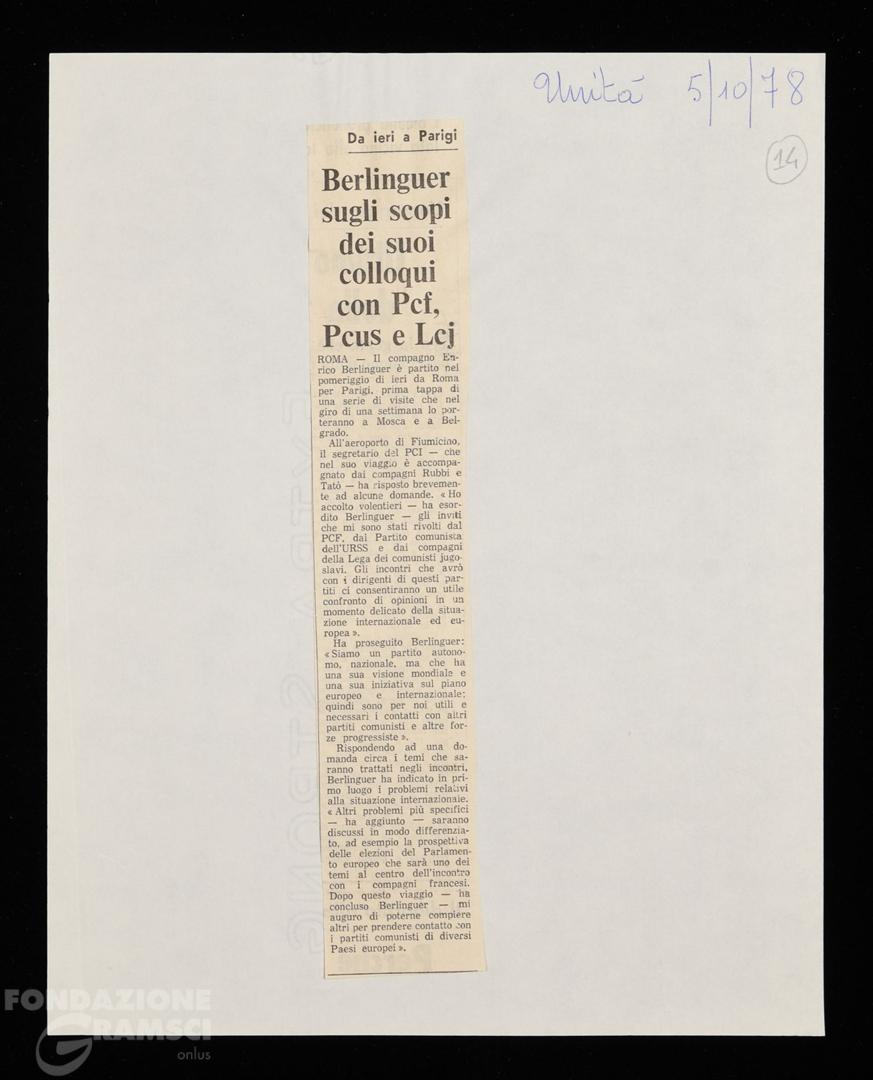 Unità 5/10/78
14
Da ieri a Parigi
Berlinguer
sugli scopi
dei suoi
colloqui
con Pcf,
Pcus e Lcj
ROMA — Il compagno En-
rico Berlinguer è partito nel
pomeriggio di ieri da Roma
per Parigi, prima tappa di
una serie di visite che nel
giro di una settimana lo por-
teranno a Mosca e a Bel-
grado.
All'aeroporto di Fiumicino,
il segretario del PCI — che
nel suo viaggio è accompa-
gnato dai compagni Rubbi e
Tatò — ha risposto brevemen-
te ad alcune domande. « Ho
accolto volentieri — ha esor-
dito Berlinguer — gli inviti
che mi sono stati rivolti dal
PCF, dal Partito comunista
dell'URSS e dai compagni
della Lega dei comunisti jugo-
slavi. Gli incontri che avrò
con i dirigenti di questi par-
titi ci consentiranno un utile
confronto di opinioni in un
momento delicato della situa-
zione internazionale ed eu-
ropea ».
Ha proseguito Berlinguer:
« Siamo un partito autono-
mo, nazionale, ma che ha
una sua visione mondiale e
una sua iniziativa sul piano
europeo e internazionale;
quindi sono per noi utili e
necessari i contatti con altri
partiti comunisti e altre for-
ze progressiste ».
Rispondendo ad una do-
manda circa i temi che sa-
ranno trattati negli incontri,
Berlinguer ha indicato in pri-
mo luogo i problemi relativi
alla situazione internazionale.
« Altri problemi più specifici
— ha aggiunto — saranno
discussi in modo differenzia-
to, ad esempio la prospettiva
delle elezioni del Parlamen-
to europeo che sarà uno dei
temi al centro dell'incontro
con i compagni francesi.
Dopo questo viaggio — ha
concluso Berlinguer — mi
auguro di poterne compiere
altri per prendere contatto con
i partiti comunisti di diversi
Paesi europei ».
FONDAZIONE
GRAMSCI
onlus